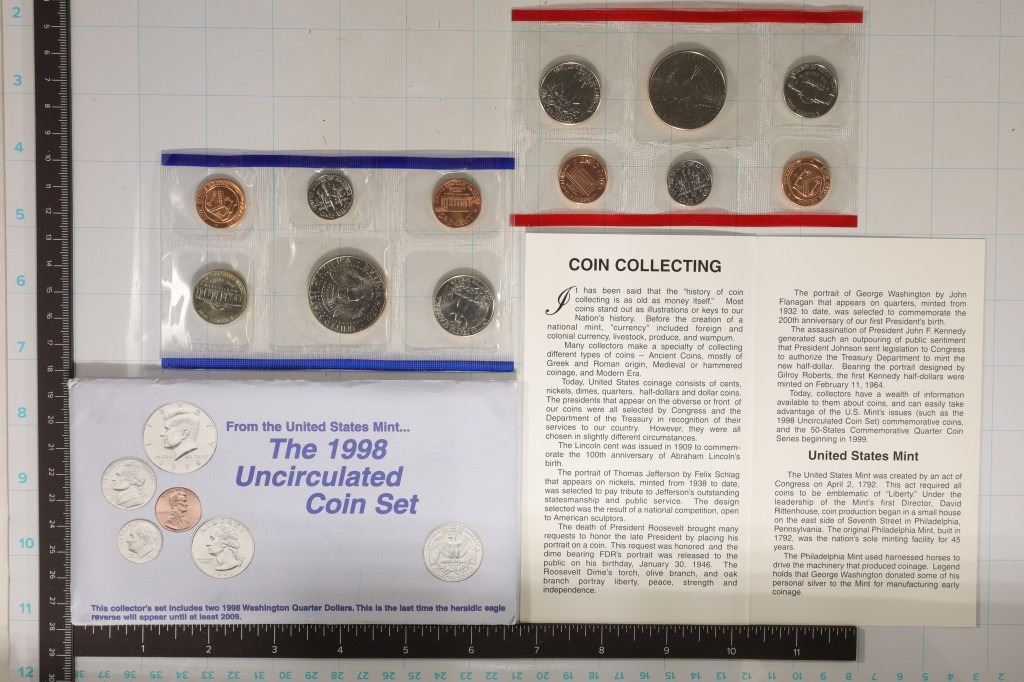 COIN COLLECTING
It has been said that the "history of coin
collecting is as old as money itself." Most
coins stand out as illustrations or keys to our
Nation's history. Before the creation of a
national mint, "currency" included foreign and
colonial currency, livestock, produce, and wampum.
Many collectors make a specialty of collecting
different types of coins -- Ancient Coins, mostly of
Greek and Roman origin, Medieval or hammered
coinage, and Modern Era.
Today, United States coinage consists of cents,
nickels, dimes, quarters, half-dollars and dollar coins.
The presidents that appear on the obverse or front of
our coins were all selected by Congress and the
Department of the Treasury in recognition of their
services to our country. However, they were all
chosen in slightly different circumstances.
The Lincoln cent was issued in 1909 to commem-
orate the 100th anniversary of Abraham Lincoln's
birth.
The portrait of Thomas Jefferson by Felix Schlag
that appears on nickels, minted from 1938 to date,
was selected to pay tribute to Jefferson's outstanding
statesmanship and public service. The design
selected was the result of a national competition, open
to American sculptors.
The death of President Roosevelt brought many
requests to honor the late President by placing his
portrait on a coin. This request was honored and the
dime bearing FDR's portrait was released to the
public on his birthday, January 30, 1946. The
Roosevelt Dime's torch, olive branch, and oak
branch portray liberty, peace, strength and
independence.
The portrait of George Washington by John
Flanagan that appears on quarters, minted from
1932 to date, was selected to commemorate the
200th anniversary of our first President's birth.
The assassination of President John F. Kennedy
generated such an outpouring of public sentiment
that President Johnson sent legislation to Congress
to authorize the Treasury Department to mint the
new half-dollar. Bearing the portrait designed by
Gilroy Roberts, the first Kennedy half-dollars were
minted on February 11, 1964.
Today, collectors have a wealth of information
available to them about coins, and can easily take
advantage of the U.S. Mint's issues (such as the
1998 Uncirculated Coin Set) commemorative coins,
and the 50-States Commemorative Quarter Coin
Series beginning in 1999.
United States Mint
The United States Mint was created by an act of
Congress on April 2, 1792. This act required all
coins to be emblematic of "Liberty." Under the
leadership of the Mint's first Director, David
Rittenhouse, coin production began in a small house
on the east side of Seventh Street in Philadelphia,
Pennsylvania. The original Philadelphia Mint, built in
1792, was the nation's sole minting facility for 45
years.
The Philadelphia Mint used harnessed horses to
drive the machinery that produced coinage. Legend
holds that George Washington donated some of his
personal silver to the Mint for manufacturing early
coinage.
From the United States Mint...
The 1998
Uncirculated
Coin Set
This collector's set includes two 1998 Washington Quarter Dollars. This is the last time the heraldic eagle
reverse will appear until at least 2009.
2
3
4
5
6
7
8
9
10
11
12
1 2 3 4 5 6 7 8 9 10 11